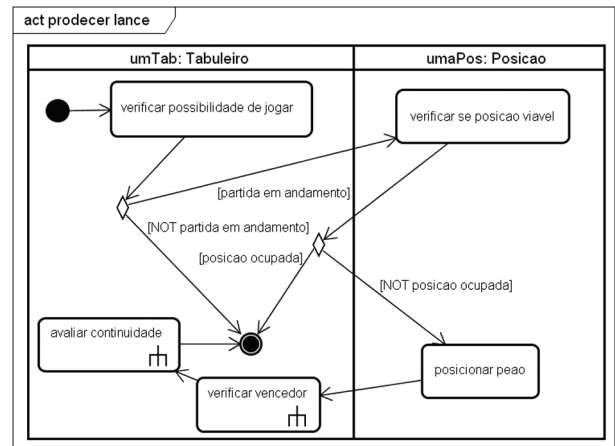 act prodecer lance
umTab: Tabuleiro
umaPos: Posicao
verificar possibilidade de jogar
verificar se posicao viavel
[partida em andamento]
[NOT partida em andamento]
[posicao ocupada]
[NOT posicao ocupada]
avaliar continuidade
posicionar peao
verificar vencedor